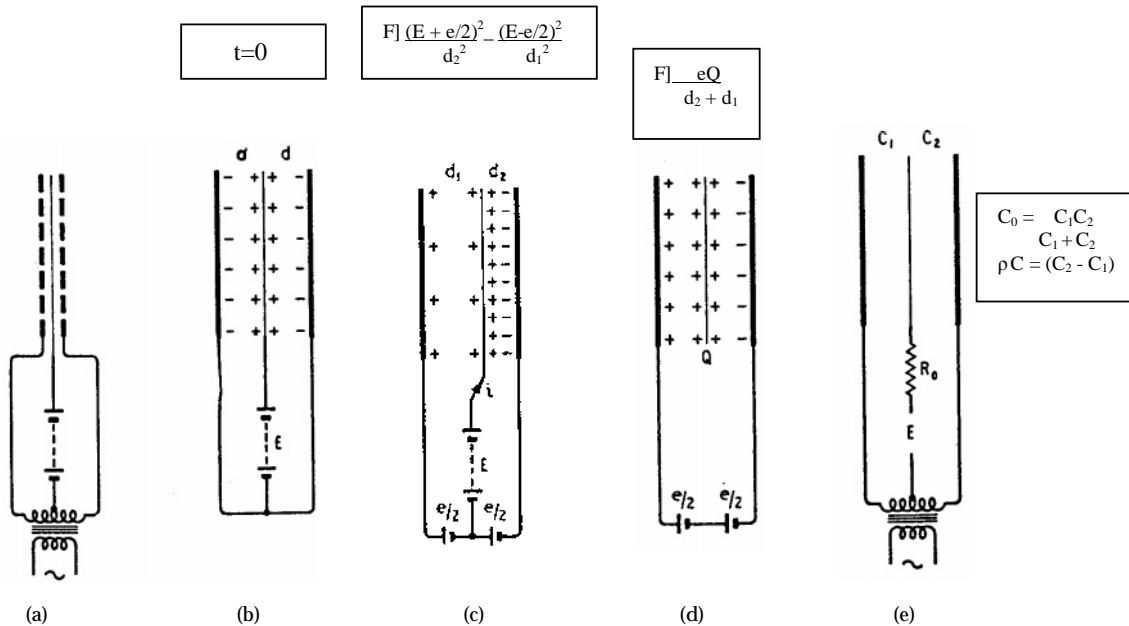 t=0
F] (E + e/2)² – (E-e/2)²
d₂² d₁²
F] eQ
d₂ + d₁
C₀ = C₁C₂
C₁ + C₂
ρC = (C₂ - C₁)
d d
- + + -
- + + -
- + + -
- + + -
- + + -
- + + -
E
d₁ d₂
+ + + -
+ -
+ -
+ + + -
+ -
+ + + -
+ -
+ + + -
i
E
e/2 e/2
+ + + -
+ + + -
+ + + -
+ + + -
+ + + -
+ + + -
Q
e/2 e/2
C₁ C₂
R₀
E
(a) (b) (c) (d) (e)